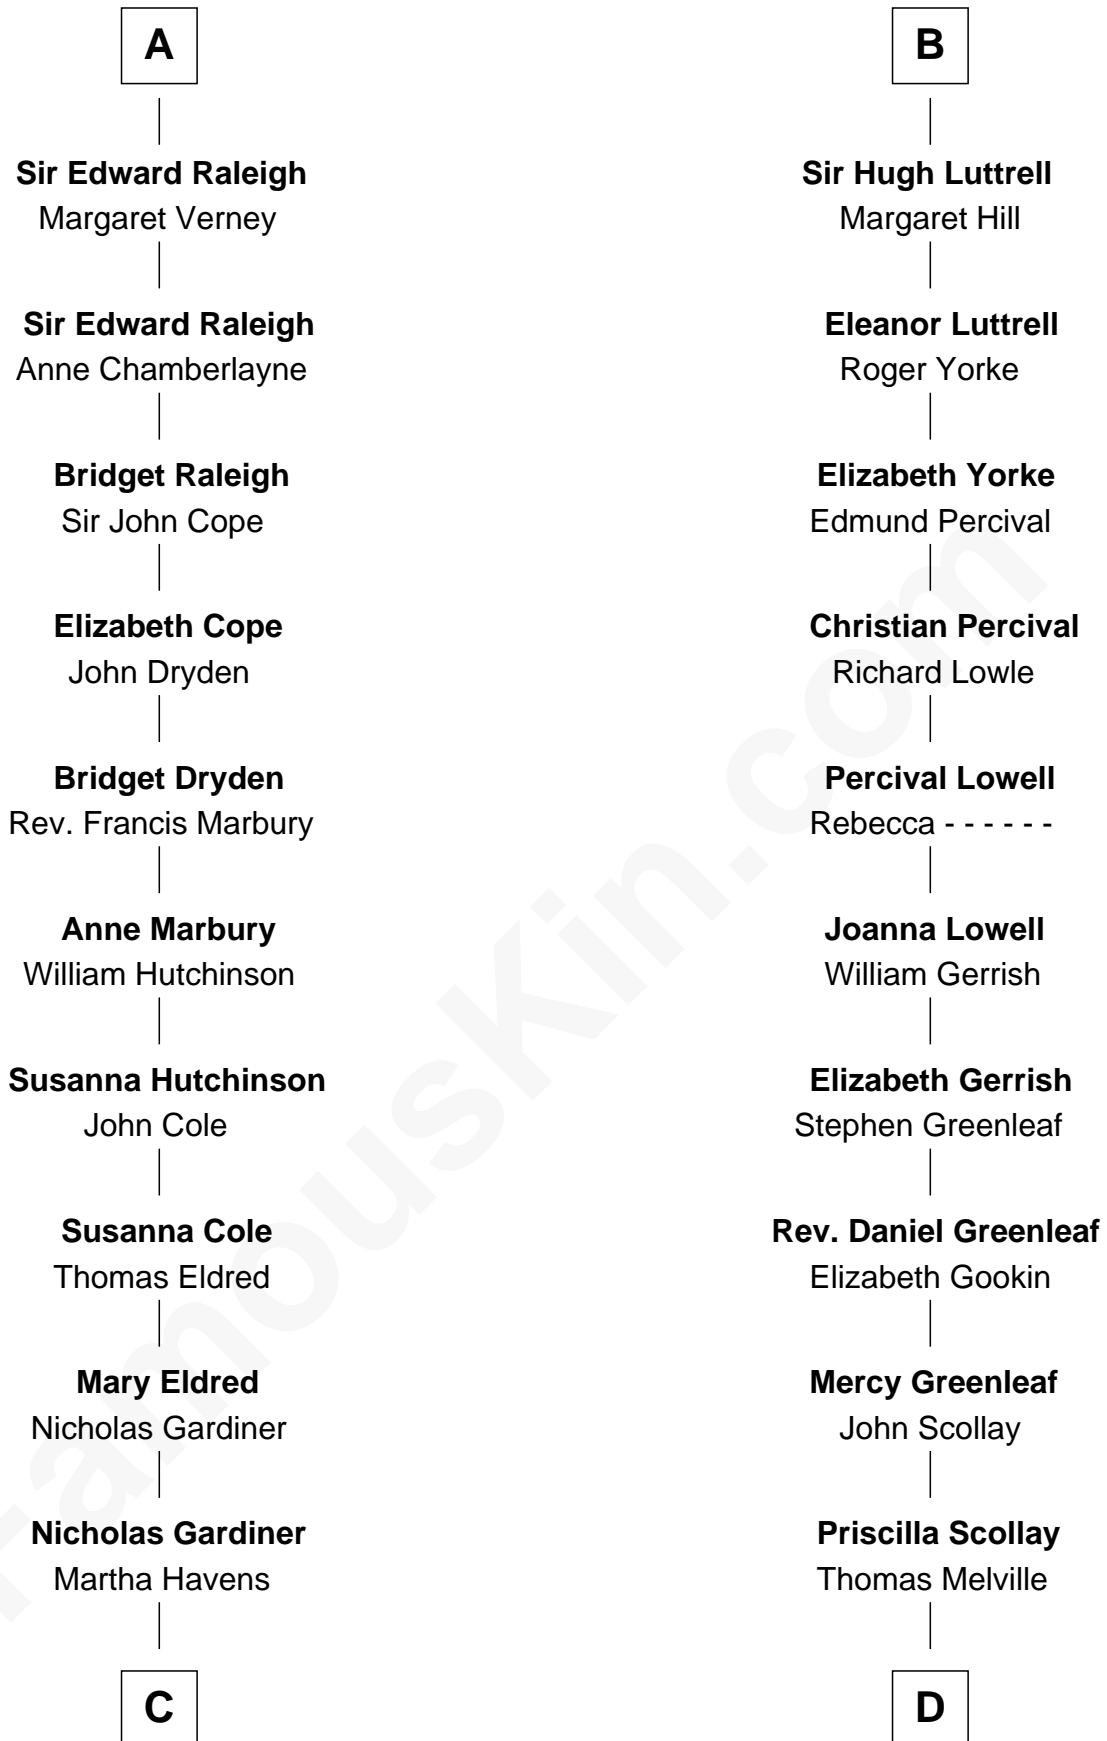 A
Sir Edward Raleigh
Margaret Verney
Sir Edward Raleigh
Anne Chamberlayne
Bridget Raleigh
Sir John Cope
Elizabeth Cope
John Dryden
Bridget Dryden
Rev. Francis Marbury
Anne Marbury
William Hutchinson
Susanna Hutchinson
John Cole
Susanna Cole
Thomas Eldred
Mary Eldred
Nicholas Gardiner
Nicholas Gardiner
Martha Havens
C
B
Sir Hugh Luttrell
Margaret Hill
Eleanor Luttrell
Roger Yorke
Elizabeth Yorke
Edmund Percival
Christian Percival
Richard Lowle
Percival Lowell
Rebecca - - - - - -
Joanna Lowell
William Gerrish
Elizabeth Gerrish
Stephen Greenleaf
Rev. Daniel Greenleaf
Elizabeth Gookin
Mercy Greenleaf
John Scollay
Priscilla Scollay
Thomas Melville
D
FamousKin.com